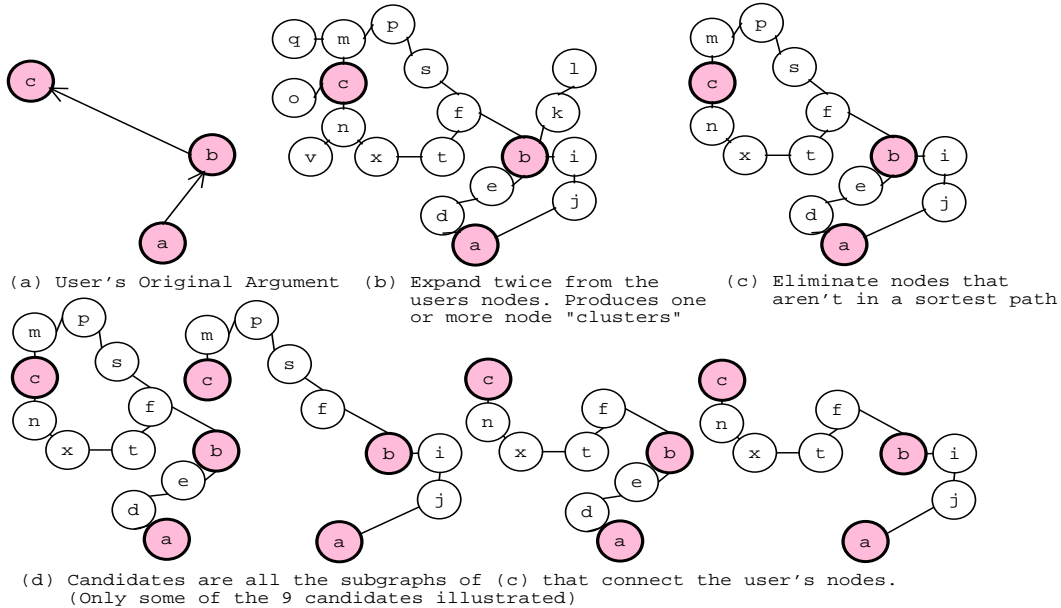 c
b
a
(a) User's Original Argument
q m p
s
l
o c
f
k
n
v x t b i
e
d j
a
(b) Expand twice from the
users nodes. Produces one
or more node "clusters"
m p
s
c
f
n
x t b i
e
d j
a
(c) Eliminate nodes that
aren't in a sortest path
m p
s
c
f
n
x t b
e
d
a
m p
s
c
f
b i
j
a
c
f
n
x t b
e
d
a
c
f
n
x t b i
j
a
(d) Candidates are all the subgraphs of (c) that connect the user's nodes.
(Only some of the 9 candidates illustrated)